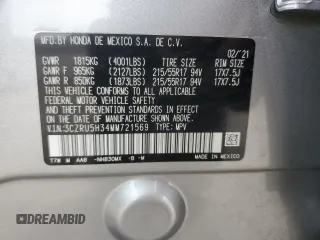 MFD.BY HONDA DE MEXICO S.A. DE C.V.
02/21
GVWR 1815KG (4001LBS) TIRE SIZE RIM SIZE
GAWR F 965KG (2127LBS) 215/55R17 94V 17X7.5J
GAWR R 850KG (1873LBS) 215/55R17 94V 17X7.5J
THIS VEHICLE CONFORMS TO ALL APPLICABLE
FEDERAL MOTOR VEHICLE
SAFETY AND THEFT PREVENTION STANDARDS IN EFFECT
ON THE DATE OF MANUFACTURE SHOWN ABOVE.
V.I.N:3CZRU5H34MM721569 TYPE: MPV
T7W M AAB -NH830MX -B -M
MADE IN MEXICO
DREAMBID